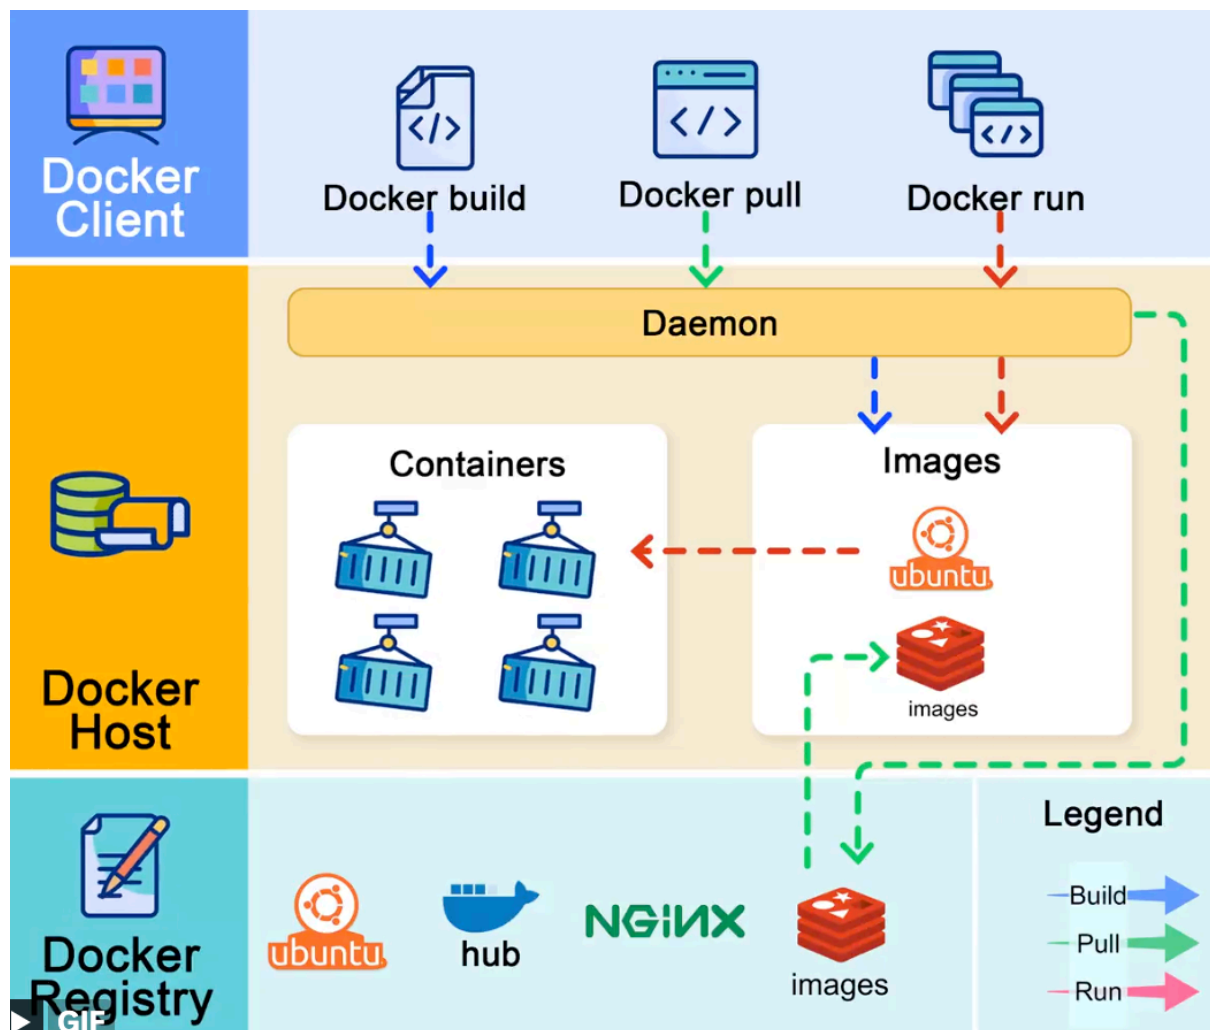 Docker
Client
Docker build
Docker pull
Docker run
Daemon
Docker
Host
Containers
Images
ubuntu
images
Docker
Registry
ubuntu
hub
NGiNX
images
Legend
Build
Pull
Run
GIF